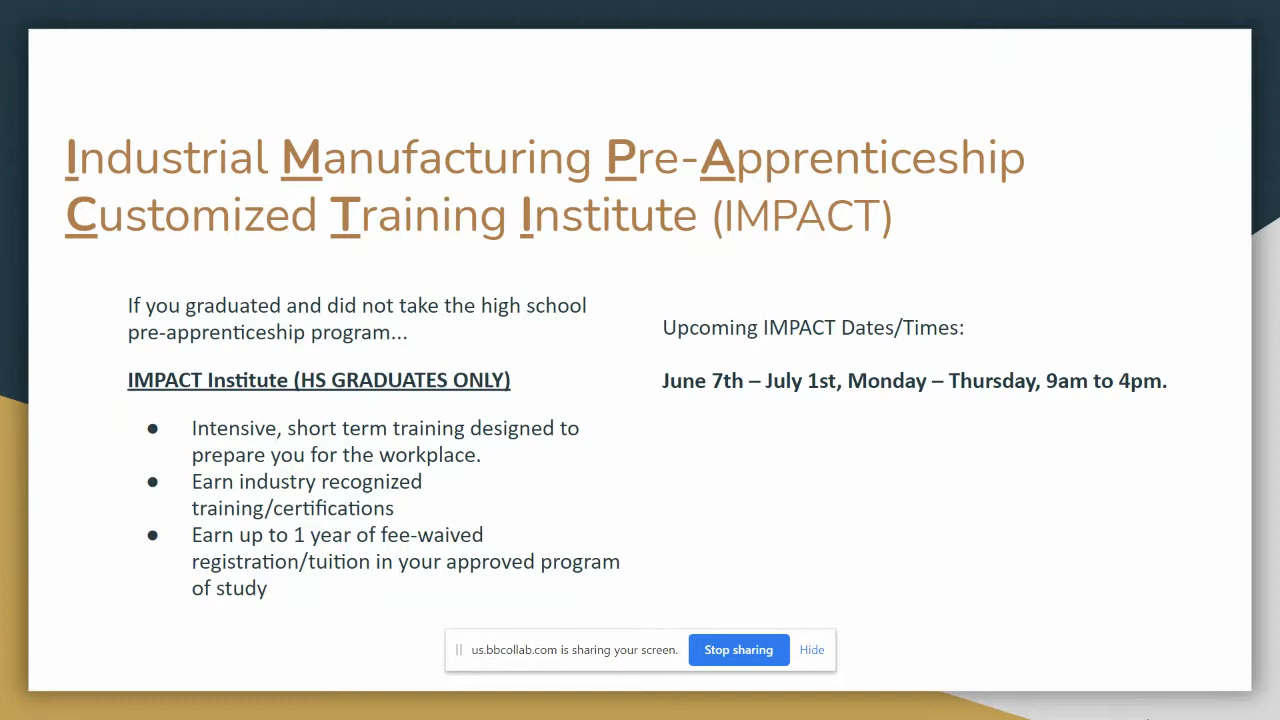 Industrial Manufacturing Pre-Apprenticeship
Customized Training Institute (IMPACT)
If you graduated and did not take the high school
pre-apprenticeship program...
IMPACT Institute (HS GRADUATES ONLY)
● Intensive, short term training designed to
prepare you for the workplace.
● Earn industry recognized
training/certifications
● Earn up to 1 year of fee-waived
registration/tuition in your approved program
of study
Upcoming IMPACT Dates/Times:
June 7th – July 1st, Monday – Thursday, 9am to 4pm.
us.bbcollab.com is sharing your screen. Stop sharing Hide